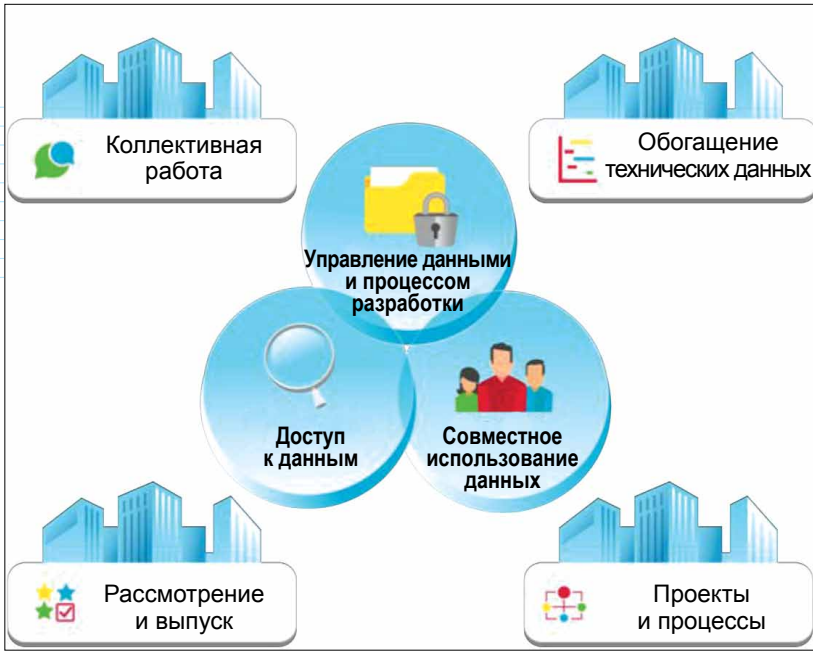 Коллективная
работа
Обогащение
технических данных
Управление данными
и процессом
разработки
Доступ
к данным
Совместное
использование
данных
Рассмотрение
и выпуск
Проекты
и процессы